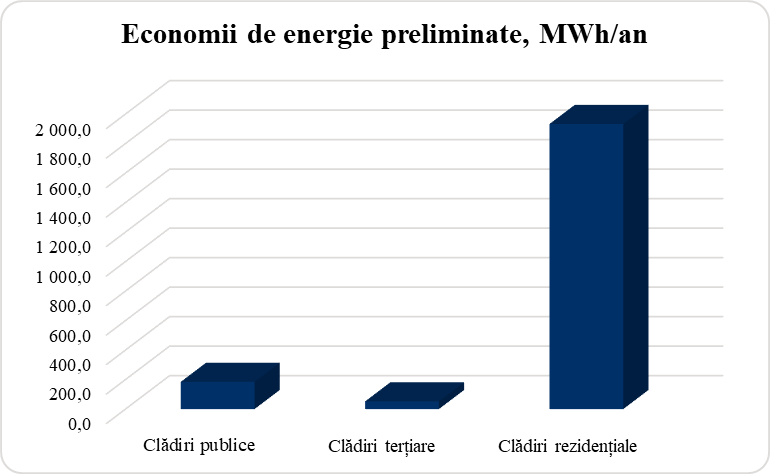 Economii de energie preliminate, MWh/an
2 000,0
1 800,0
1 600,0
1 400,0
1 200,0
1 000,0
800,0
600,0
400,0
200,0
0,0
Clădiri publice
Clădiri terțiare
Clădiri rezidențiale